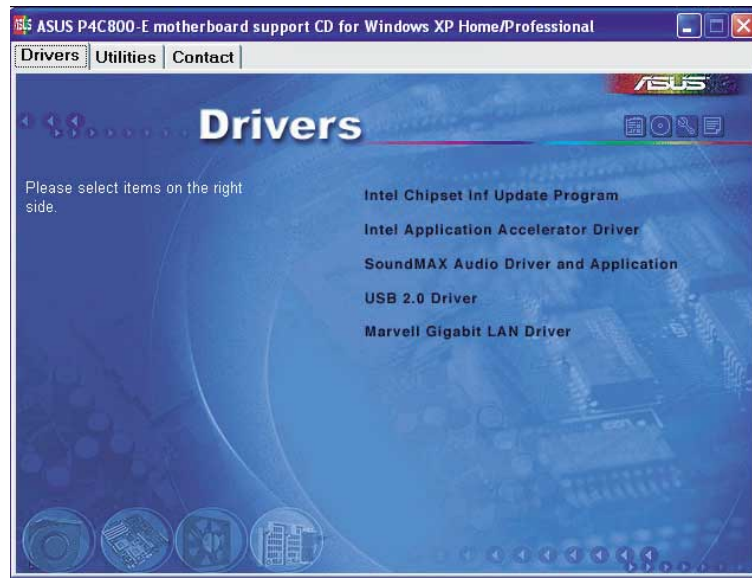 ASUS P4C800-E motherboard support CD for Windows XP Home/Professional
Drivers Utilities Contact
ASUS
Drivers
Please select items on the right
side.
Intel Chipset Inf Update Program
Intel Application Accelerator Driver
SoundMAX Audio Driver and Application
USB 2.0 Driver
Marvell Gigabit LAN Driver